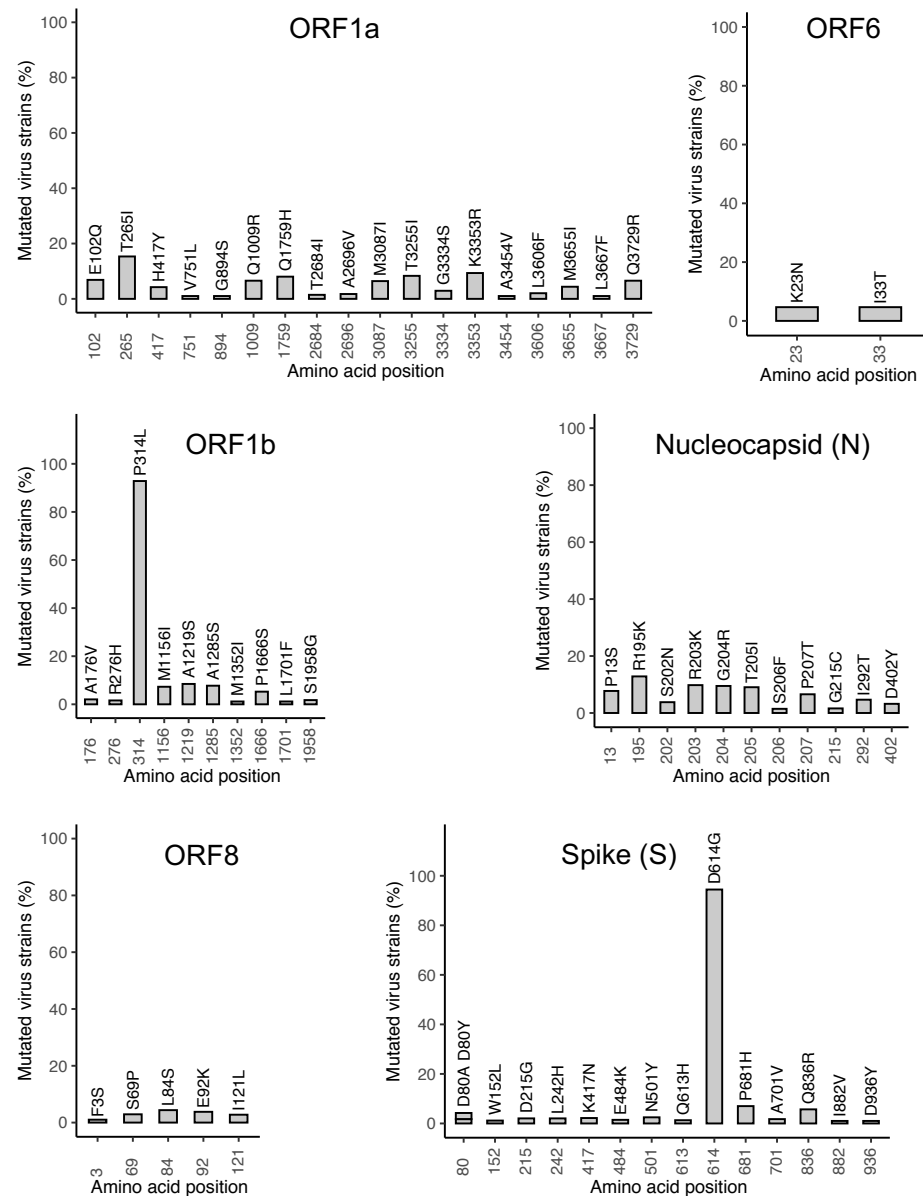 ORF1a
Mutated virus strains (%)
100
80
60
40
20
0
E102Q T265I H417Y V751L G894S Q1009R Q1759H T2684I A2696V M3087I T3255I G3334S K3353R A3454V L3606F M3655I L3667F Q3729R
102 265 417 751 894 1009 1759 2684 2696 3087 3255 3334 3353 3454 3606 3655 3667 3729
Amino acid position
ORF6
Mutated virus strains (%)
100
80
60
40
20
0
K23N I33T
23 33
Amino acid position
ORF1b
Mutated virus strains (%)
100
80
60
40
20
0
A176V R276H P314L M1156I A1219S A1285S M1352I P1666S L1701F S1958G
176 276 314 1156 1219 1285 1352 1666 1701 1958
Amino acid position
Nucleocapsid (N)
Mutated virus strains (%)
100
80
60
40
20
0
P13S R195K S202N R203K G204R T205I S206F P207T G215C I292T D402Y
13 195 202 203 204 205 206 207 215 292 402
Amino acid position
ORF8
Mutated virus strains (%)
100
80
60
40
20
0
F3S S69P L84S E92K I121L
3 69 84 92 121
Amino acid position
Spike (S)
Mutated virus strains (%)
100
80
60
40
20
0
D80A D80Y W152L D215G L242H K417N E484K N501Y Q613H D614G P681H A701V Q836R I882V D936Y
80 152 215 242 417 484 501 613 614 681 701 836 882 936
Amino acid position